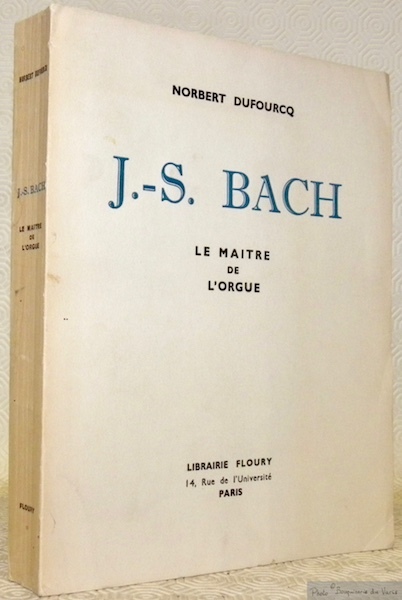 NORBERT DUFOURCQ
J.-S. BACH
LE MAITRE
DE
L'ORGUE
LIBRAIRIE FLOURY
14, Rue de l'Université
PARIS
NORBERT DUFOURCQ
J.-S. BACH
LE MAITRE
DE
L'ORGUE
FLOURY
Photo ©